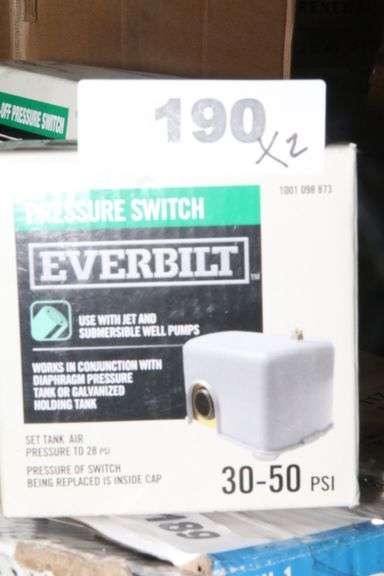 -OFF PRESSURE SWITCH
190
x2
PRESSURE SWITCH
1001 098 873
EVERBILT™
USE WITH JET AND
SUBMERSIBLE WELL PUMPS
WORKS IN CONJUNCTION WITH
DIAPHRAGM PRESSURE
TANK OR GALVANIZED
HOLDING TANK
SET TANK AIR
PRESSURE TO 28 PSI
PRESSURE OF SWITCH
BEING REPLACED IS INSIDE CAP
30-50 PSI
189